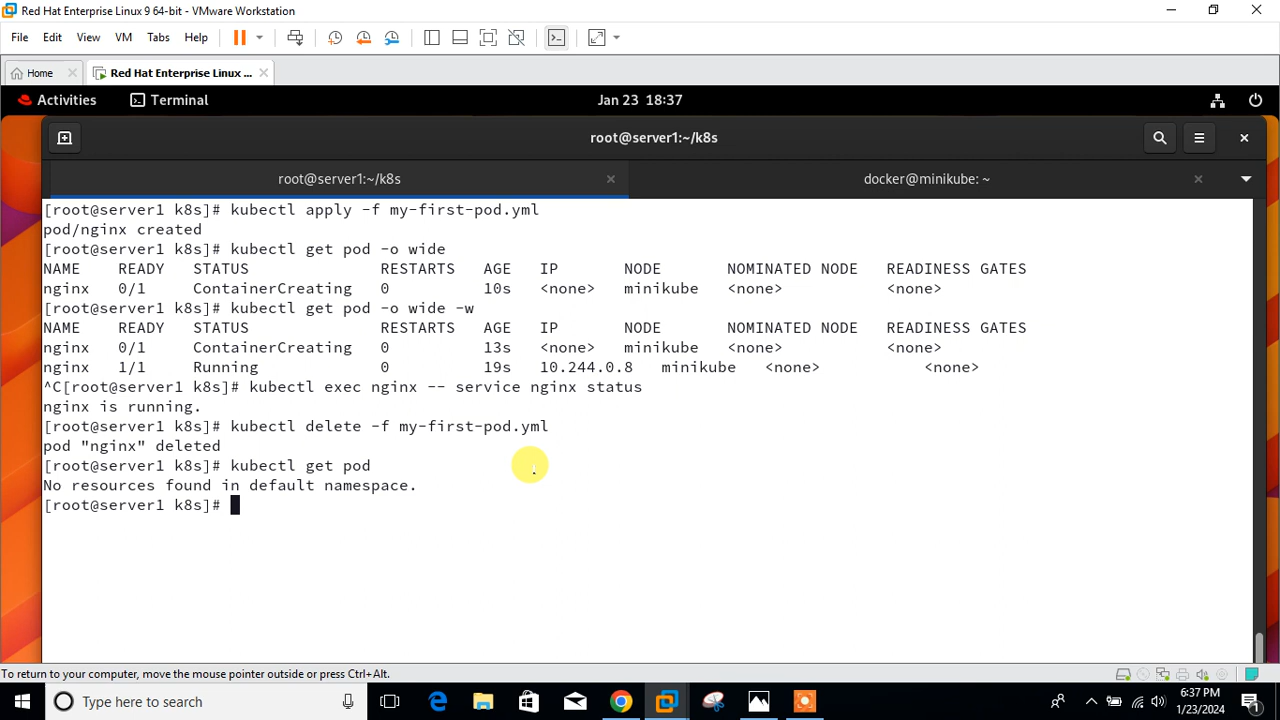 Red Hat Enterprise Linux 9 64-bit - VMware Workstation
File Edit View VM Tabs Help
Home Red Hat Enterprise Linux ...
Activities Terminal Jan 23 18:37
root@server1:~/k8s
root@server1:~/k8s docker@minikube: ~
[root@server1 k8s]# kubectl apply -f my-first-pod.yml
pod/nginx created
[root@server1 k8s]# kubectl get pod -o wide
NAME READY STATUS RESTARTS AGE IP NODE NOMINATED NODE READINESS GATES
nginx 0/1 ContainerCreating 0 10s <none> minikube <none> <none>
[root@server1 k8s]# kubectl get pod -o wide -w
NAME READY STATUS RESTARTS AGE IP NODE NOMINATED NODE READINESS GATES
nginx 0/1 ContainerCreating 0 13s <none> minikube <none> <none>
nginx 1/1 Running 0 19s 10.244.0.8 minikube <none> <none>
^C[root@server1 k8s]# kubectl exec nginx -- service nginx status
nginx is running.
[root@server1 k8s]# kubectl delete -f my-first-pod.yml
pod "nginx" deleted
[root@server1 k8s]# kubectl get pod
No resources found in default namespace.
[root@server1 k8s]#
To return to your computer, move the mouse pointer outside or press Ctrl+Alt.
Type here to search
6:37 PM
1/23/2024
1